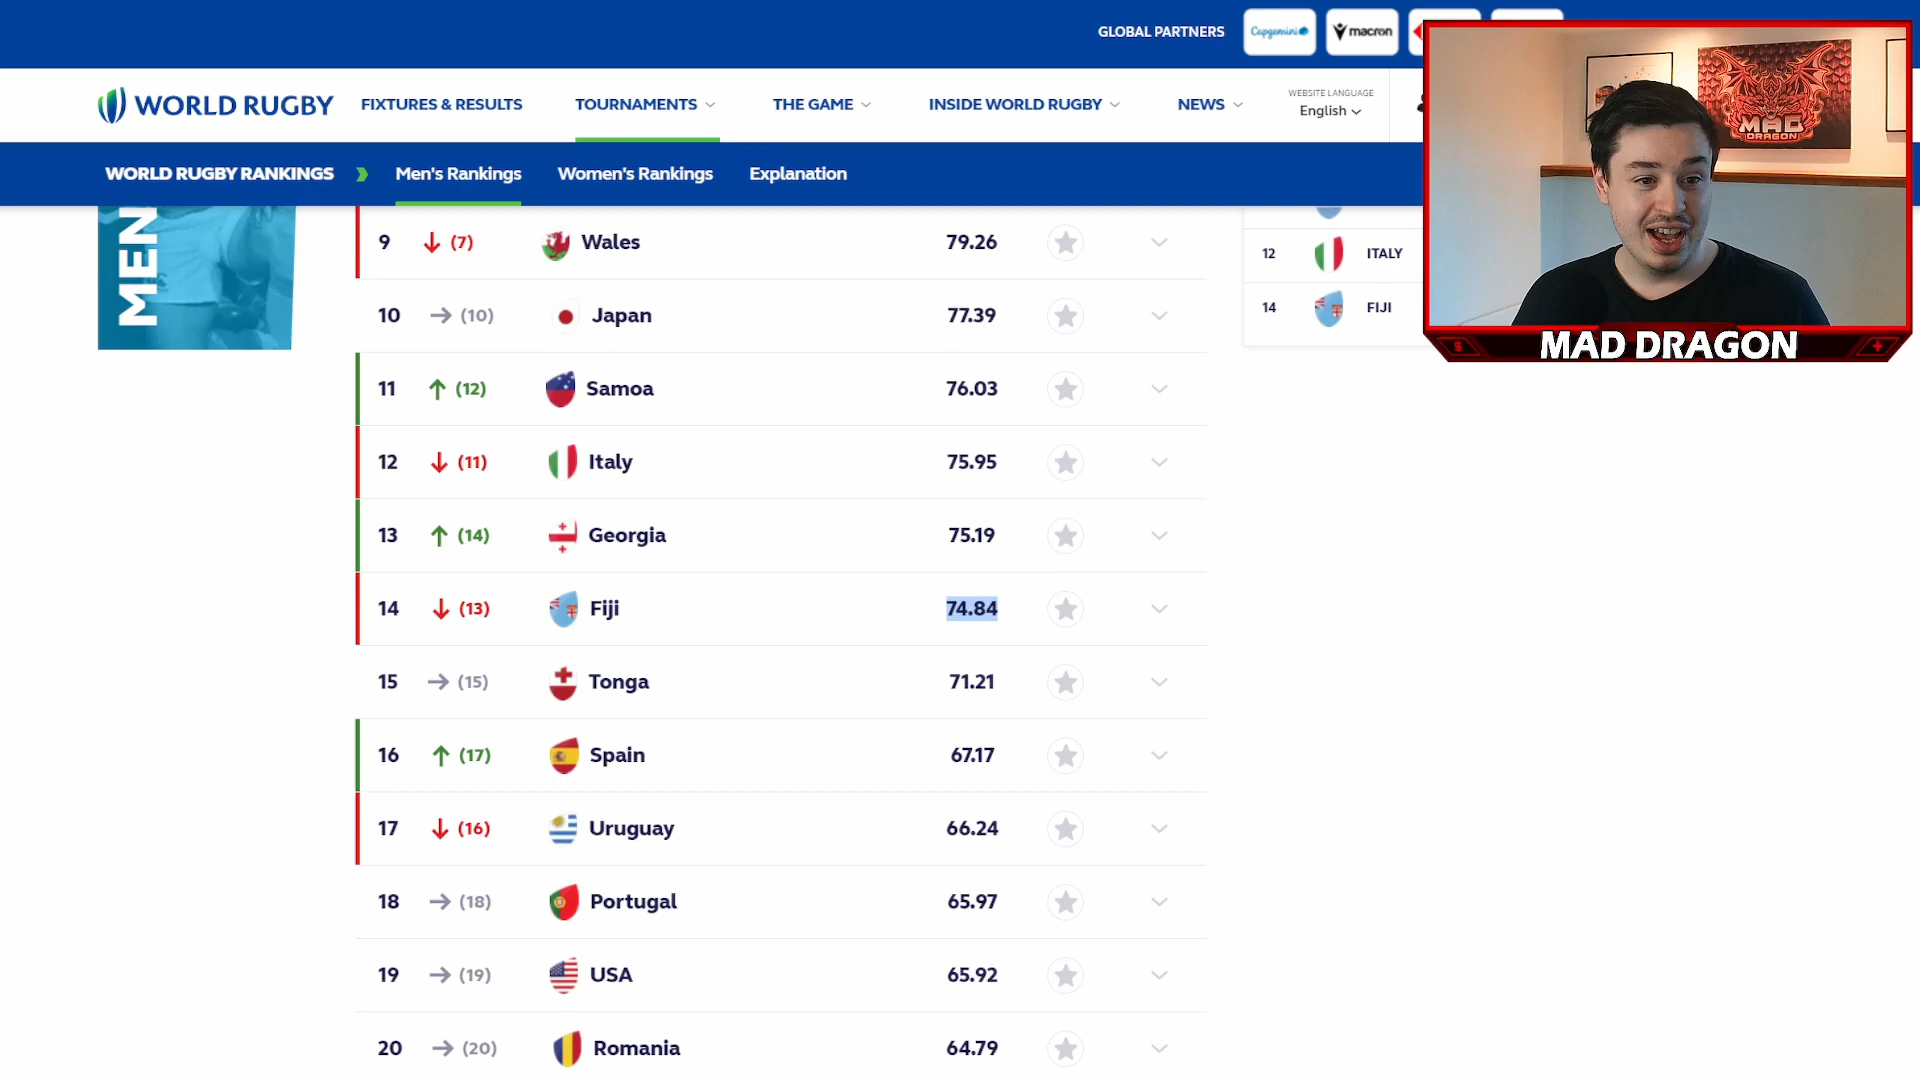 GLOBAL PARTNERS
Capgemini
macron
WORLD RUGBY
FIXTURES & RESULTS
TOURNAMENTS
THE GAME
INSIDE WORLD RUGBY
NEWS
WEBSITE LANGUAGE
English
WORLD RUGBY RANKINGS
Men's Rankings
Women's Rankings
Explanation
MEN
9 (7) Wales 79.26
10 (10) Japan 77.39
11 (12) Samoa 76.03
12 (11) Italy 75.95
13 (14) Georgia 75.19
14 (13) Fiji 74.84
15 (15) Tonga 71.21
16 (17) Spain 67.17
17 (16) Uruguay 66.24
18 (18) Portugal 65.97
19 (19) USA 65.92
20 (20) Romania 64.79
12 ITALY
14 FIJI
MAD
DRAGON
MAD DRAGON